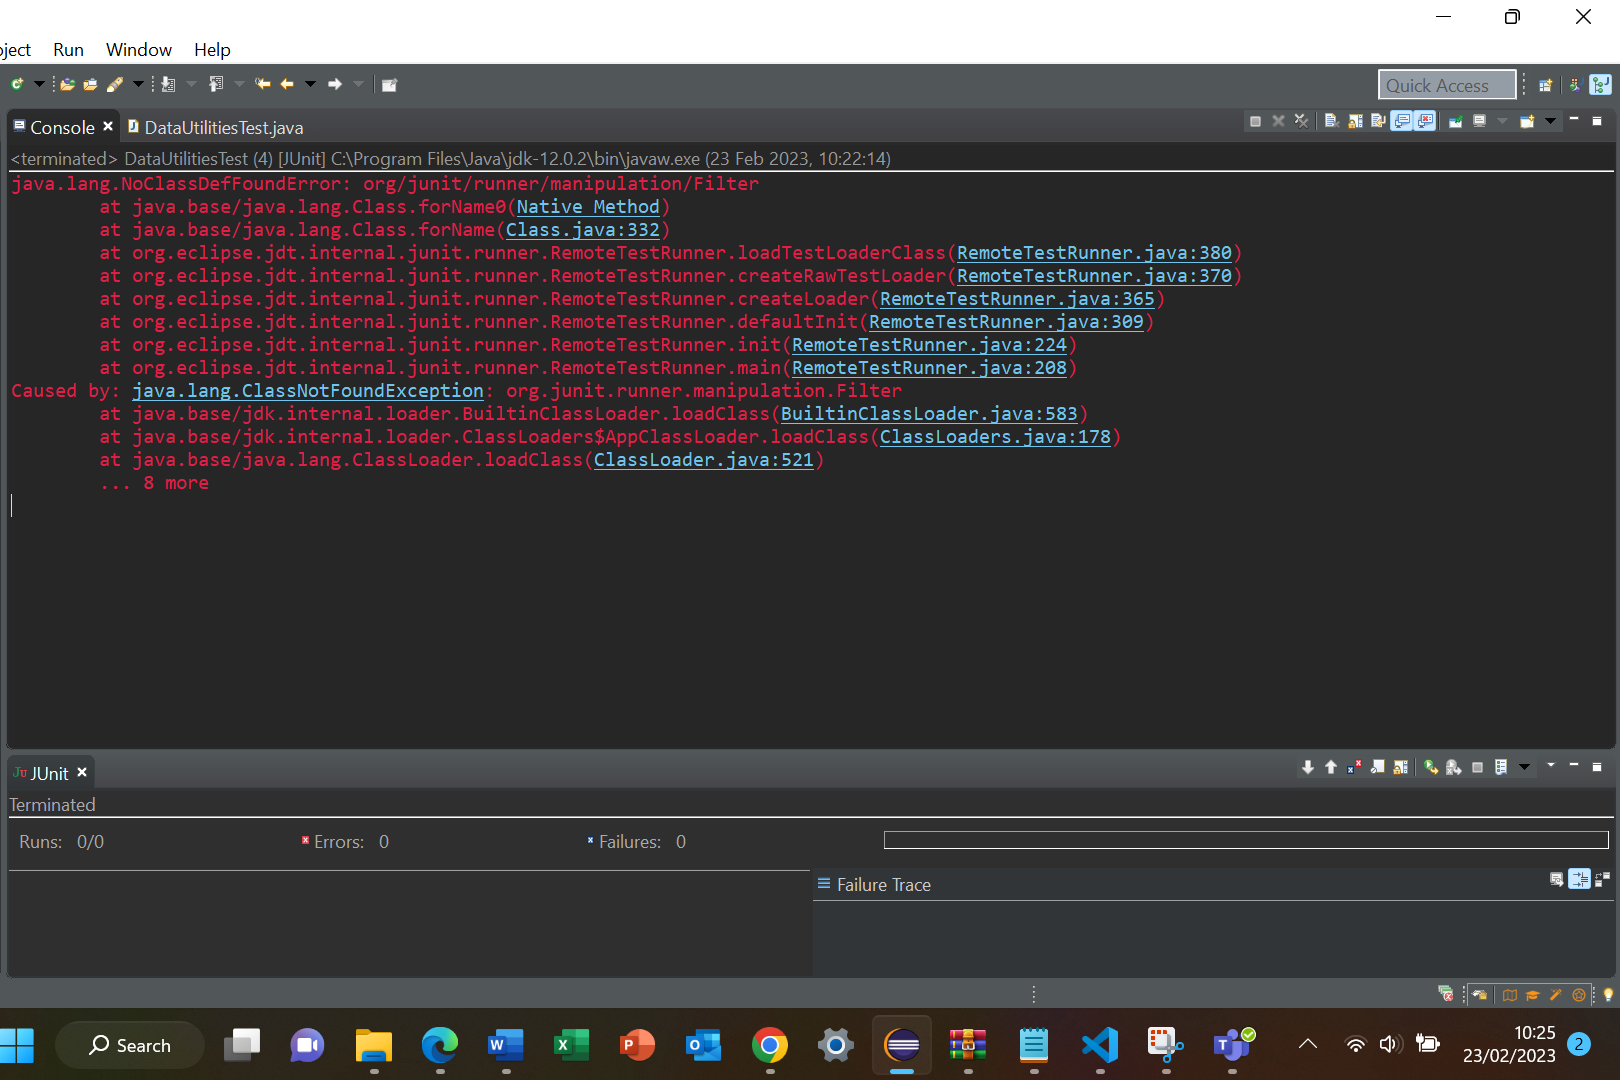 oject Run Window Help
Quick Access
Console DataUtilitiesTest.java
<terminated> DataUtilitiesTest (4) [JUnit] C:\Program Files\Java\jdk-12.0.2\bin\javaw.exe (23 Feb 2023, 10:22:14)
java.lang.NoClassDefFoundError: org/junit/runner/manipulation/Filter
at java.base/java.lang.Class.forName0(Native Method)
at java.base/java.lang.Class.forName(Class.java:332)
at org.eclipse.jdt.internal.junit.runner.RemoteTestRunner.loadTestLoaderClass(RemoteTestRunner.java:380)
at org.eclipse.jdt.internal.junit.runner.RemoteTestRunner.createRawTestLoader(RemoteTestRunner.java:370)
at org.eclipse.jdt.internal.junit.runner.RemoteTestRunner.createLoader(RemoteTestRunner.java:365)
at org.eclipse.jdt.internal.junit.runner.RemoteTestRunner.defaultInit(RemoteTestRunner.java:309)
at org.eclipse.jdt.internal.junit.runner.RemoteTestRunner.init(RemoteTestRunner.java:224)
at org.eclipse.jdt.internal.junit.runner.RemoteTestRunner.main(RemoteTestRunner.java:208)
Caused by: java.lang.ClassNotFoundException: org.junit.runner.manipulation.Filter
at java.base/jdk.internal.loader.BuiltinClassLoader.loadClass(BuiltinClassLoader.java:583)
at java.base/jdk.internal.loader.ClassLoaders$AppClassLoader.loadClass(ClassLoaders.java:178)
at java.base/java.lang.ClassLoader.loadClass(ClassLoader.java:521)
... 8 more
JUnit
Terminated
Runs: 0/0 Errors: 0 Failures: 0
Failure Trace
Search
10:25
23/02/2023
2